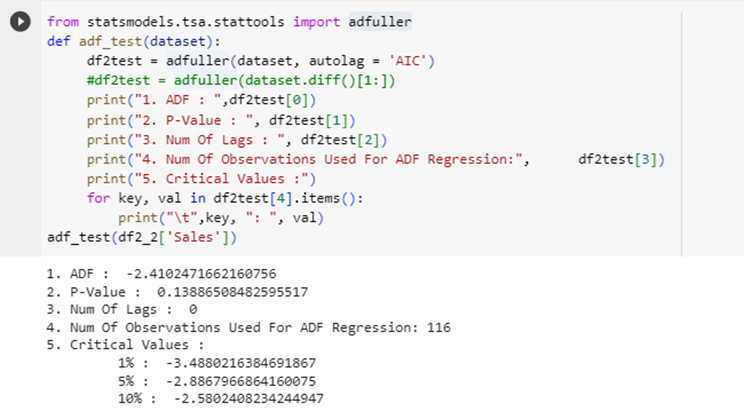 from statsmodels.tsa.stattools import adfuller
def adf_test(dataset):
     df2test = adfuller(dataset, autolag = 'AIC')
     #df2test = adfuller(dataset.diff()[1:])
     print("1. ADF : ",df2test[0])
     print("2. P-Value : ", df2test[1])
     print("3. Num Of Lags : ", df2test[2])
     print("4. Num Of Observations Used For ADF Regression:",      df2test[3])
     print("5. Critical Values :")
     for key, val in df2test[4].items():
         print("\t",key, ": ", val)
adf_test(df2_2['Sales'])
1. ADF :  -2.4102471662160756
2. P-Value :  0.13886508482595517
3. Num Of Lags :  0
4. Num Of Observations Used For ADF Regression: 116
5. Critical Values :
         1% :  -3.4880216384691867
         5% :  -2.8867966864160075
         10% :  -2.5802408234244947